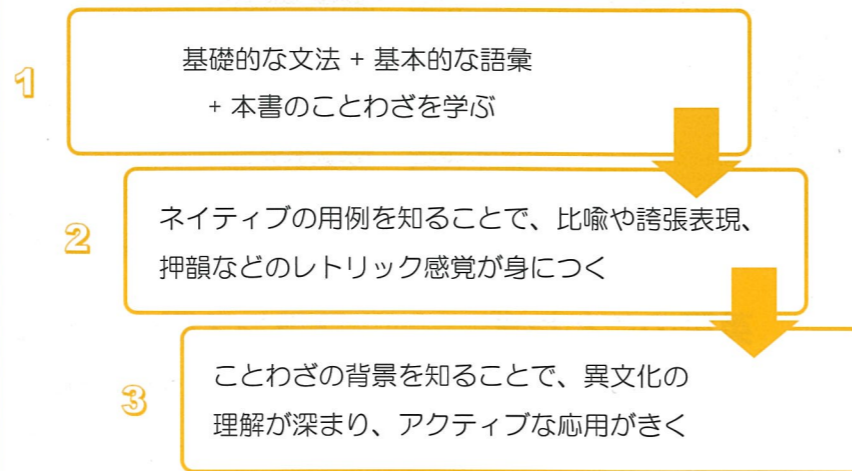 1
基礎的な文法 + 基本的な語彙
+ 本書のことわざを学ぶ
2
ネイティブの用例を知ることで、比喩や誇張表現、
押韻などのレトリック感覚が身につく
3
ことわざの背景を知ることで、異文化の
理解が深まり、アクティブな応用がきく